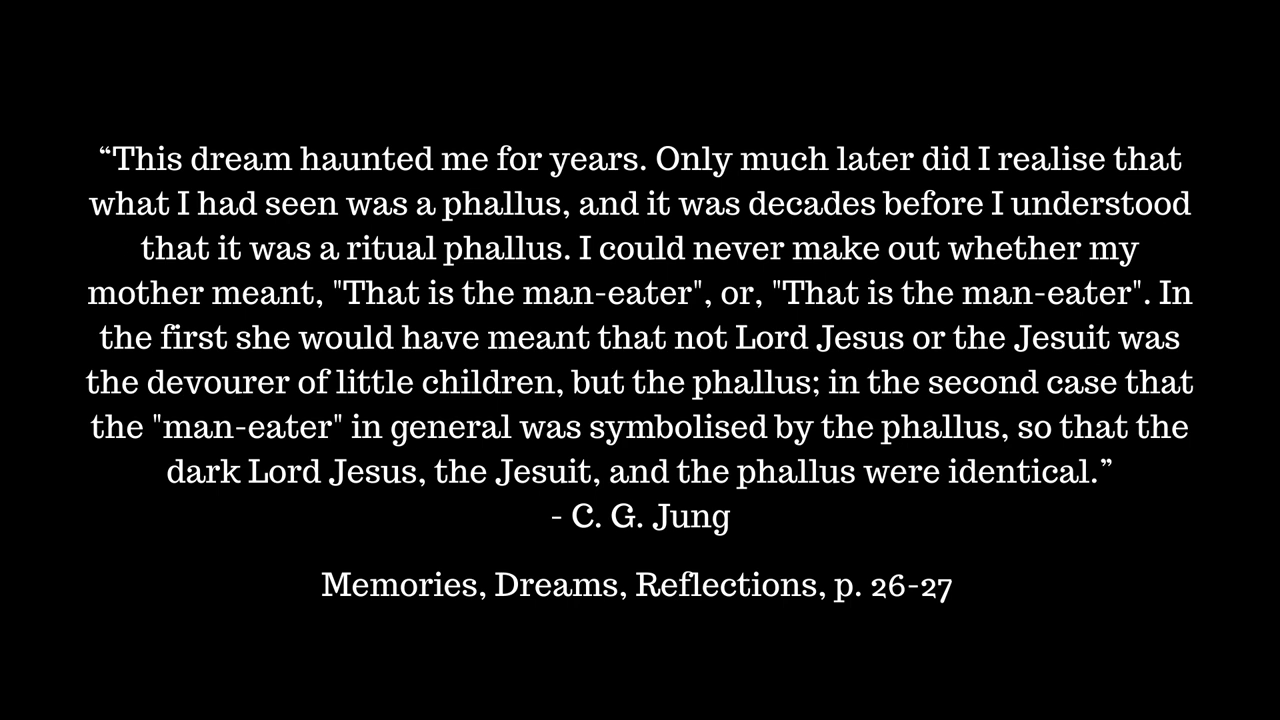 “This dream haunted me for years. Only much later did I realise that
what I had seen was a phallus, and it was decades before I understood
that it was a ritual phallus. I could never make out whether my
mother meant, "That is the man-eater", or, "That is the man-eater". In
the first she would have meant that not Lord Jesus or the Jesuit was
the devourer of little children, but the phallus; in the second case that
the "man-eater" in general was symbolised by the phallus, so that the
dark Lord Jesus, the Jesuit, and the phallus were identical.”
- C. G. Jung
Memories, Dreams, Reflections, p. 26-27